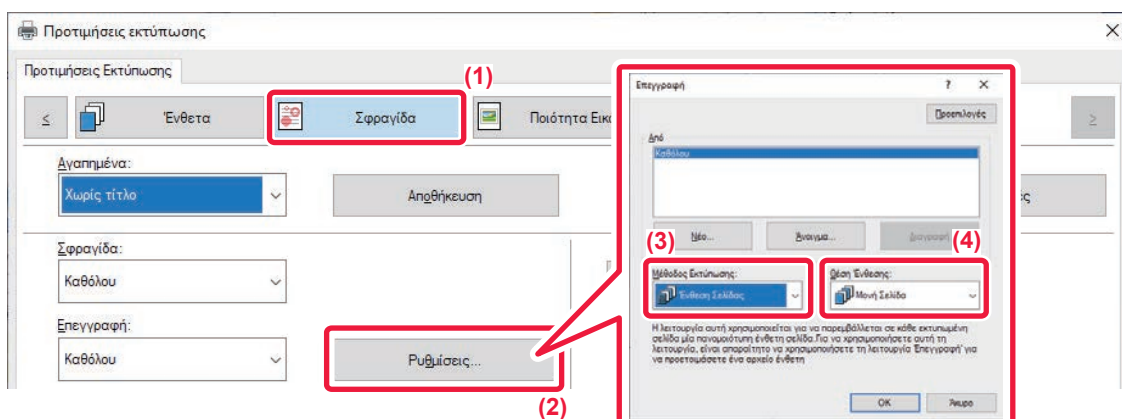 Προτιμήσεις εκτύπωσης
Προτιμήσεις Εκτύπωσης
(1)
≤
Ένθετα
Σφραγίδα
Ποιότητα Εικ
≥
Αγαπημένα:
Χωρίς τίτλο
Αποθήκευση
ς
Σφραγίδα:
Καθόλου
Επεγγραφή:
Καθόλου
Ρυθμίσεις...
(2)
Επεγγραφή
?
Προεπιλογές
Από
Καθόλου
Νέο...
Άνοιγμα...
Διαγραφή
(3)
(4)
Μέθοδος Εκτύπωσης:
Ένθεση Σελίδας
Θέση Ένθεσης:
Μονή Σελίδα
Η λειτουργία αυτή χρησιμοποιείται για να παρεμβάλλεται σε κάθε εκτυπωμένη
σελίδα μία πανομοιότυπη ένθετη σελίδα.Για να χρησιμοποιήσετε αυτή τη
λειτουργία, είναι απαραίτητο να χρησιμοποιήσετε τη λειτουργία 'Επεγγραφή' για
να προετοιμάσετε ένα αρχείο ένθετη
OK
Άκυρο